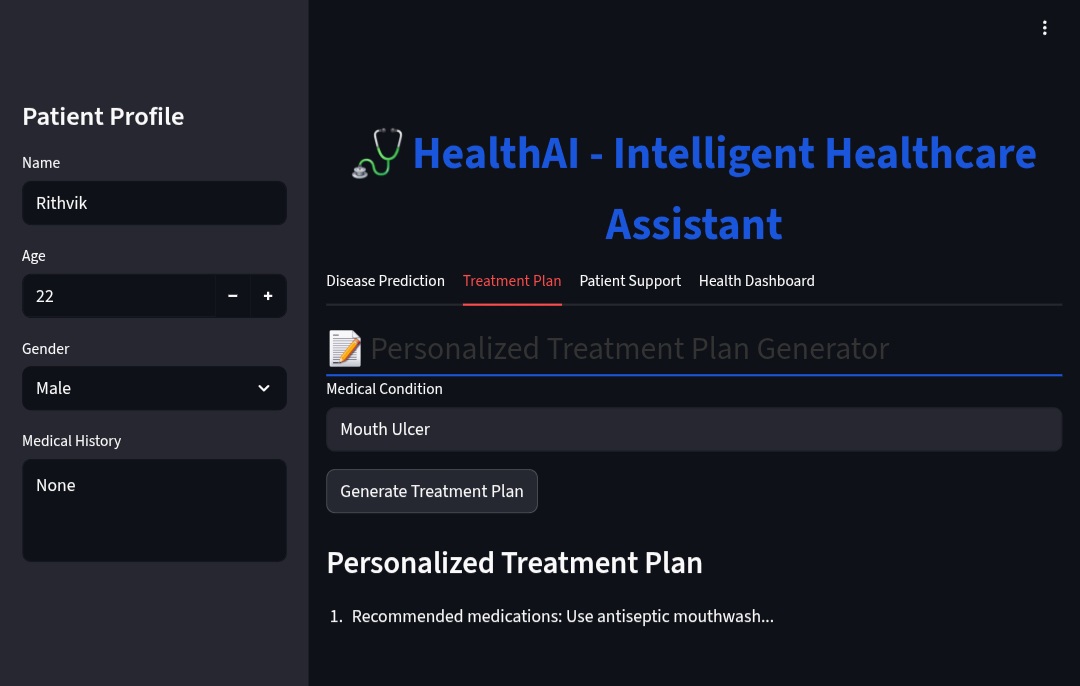 Patient Profile
Name
Rithvik
Age
22
Gender
Male
Medical History
None
HealthAI - Intelligent Healthcare
Assistant
Disease Prediction Treatment Plan Patient Support Health Dashboard
Personalized Treatment Plan Generator
Medical Condition
Mouth Ulcer
Generate Treatment Plan
Personalized Treatment Plan
1. Recommended medications: Use antiseptic mouthwash...